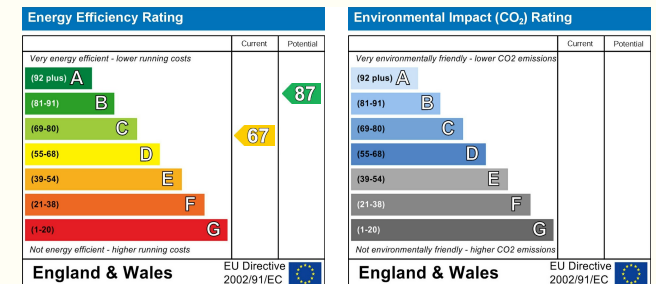 Energy Efficiency Rating
Current Potential
Very energy efficient - lower running costs
(92 plus) A
(81-91) B
(69-80) C
(55-68) D
(39-54) E
(21-38) F
(1-20) G
67
87
Not energy efficient - higher running costs
England & Wales
EU Directive
2002/91/EC
Environmental Impact (CO₂) Rating
Current Potential
Very environmentally friendly - lower CO2 emissions
(92 plus) A
(81-91) B
(69-80) C
(55-68) D
(39-54) E
(21-38) F
(1-20) G
Not environmentally friendly - higher CO2 emissions
England & Wales
EU Directive
2002/91/EC